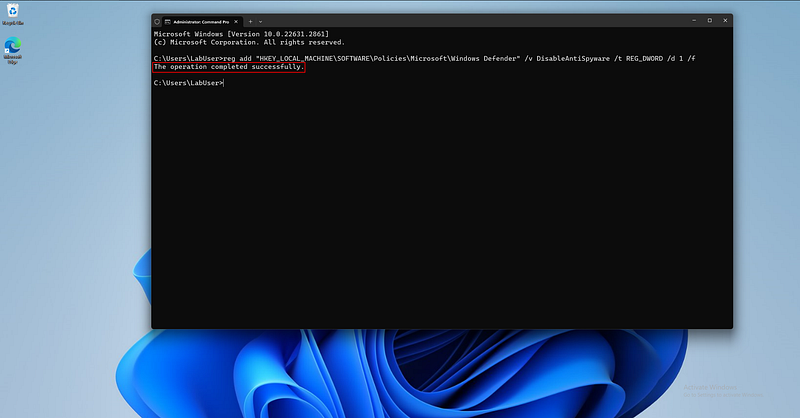 Recycle Bin
Microsoft
Edge
Administrator: Command Pro
Microsoft Windows [Version 10.0.22631.2861]
(c) Microsoft Corporation. All rights reserved.
C:\Users\LabUser>reg add "HKEY_LOCAL_MACHINE\SOFTWARE\Policies\Microsoft\Windows Defender" /v DisableAntiSpyware /t REG_DWORD /d 1 /f
The operation completed successfully.
C:\Users\LabUser>
Activate Windows